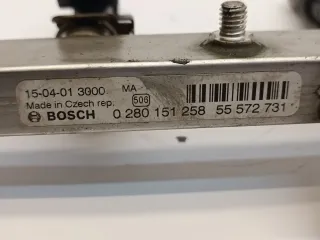 15-04-01 3000 MA
Made in Czech rep. 506
BOSCH 0 280 151 258 55 572 731